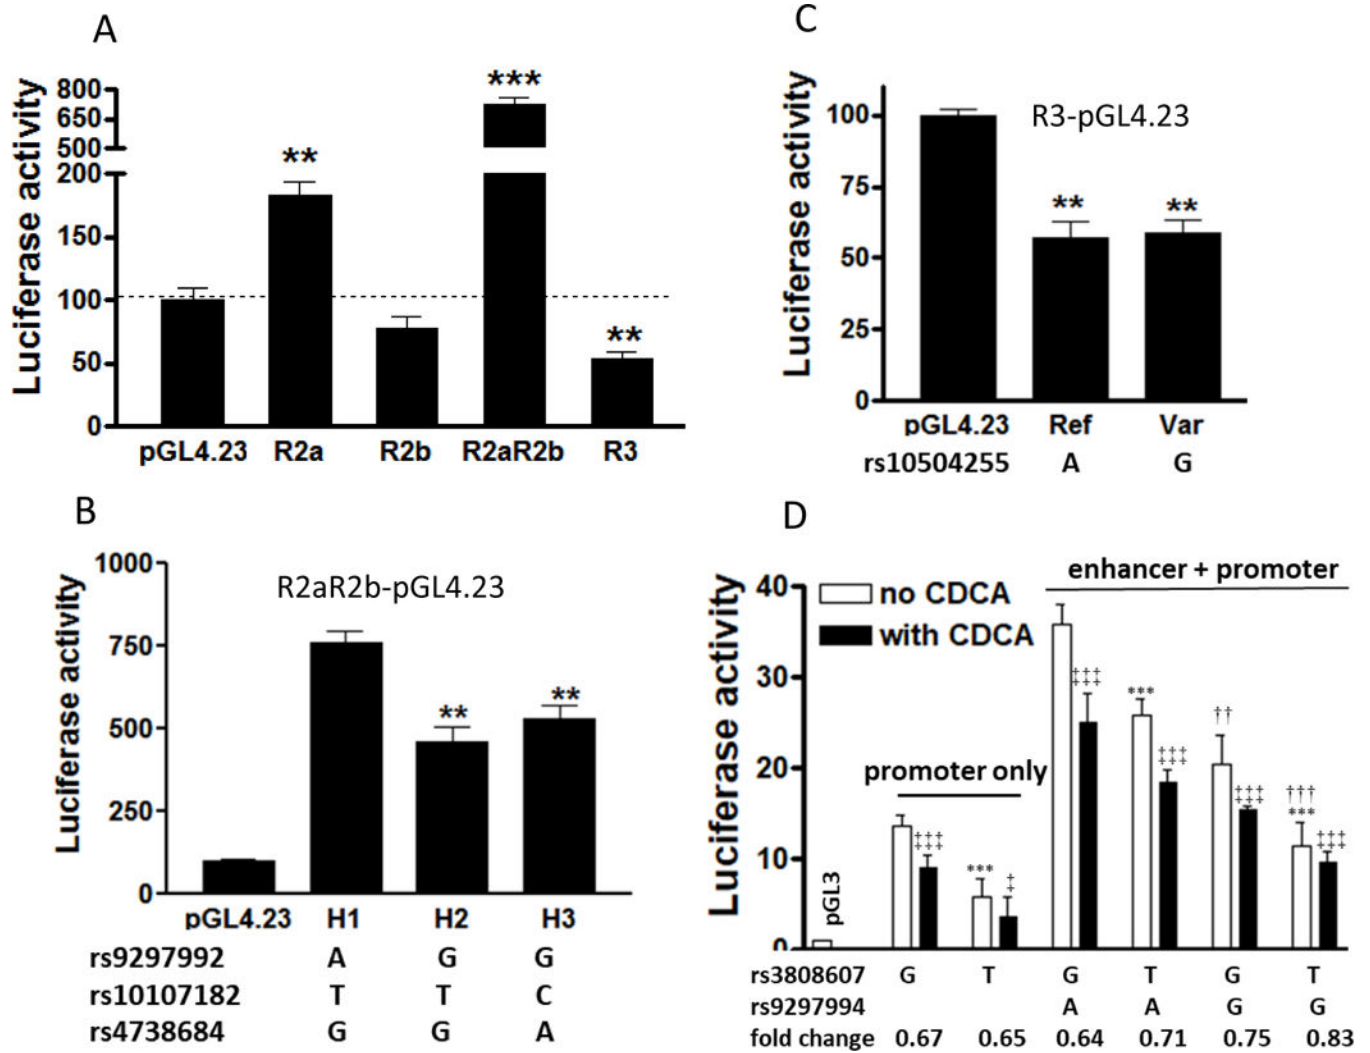 A
Luciferase activity
800
650
500
200
150
100
50
0
** *** **
pGL4.23 R2a R2b R2aR2b R3
B
R2aR2b-pGL4.23
Luciferase activity
1000
750
500
250
0
** **
pGL4.23 H1 H2 H3
rs9297992 A G G
rs10107182 T T C
rs4738684 G G A
C
R3-pGL4.23
Luciferase activity
100
75
50
25
0
** **
pGL4.23 Ref Var
rs10504255 A G
D
enhancer + promoter
no CDCA
with CDCA
promoter only
Luciferase activity
40
30
20
10
0
pGL3
‡‡‡ *** ‡ ‡‡‡ *** ‡‡‡ †† ‡‡‡ ††† *** ‡‡‡
rs3808607 G T G T G T
rs9297994 A A G G
fold change 0.67 0.65 0.64 0.71 0.75 0.83